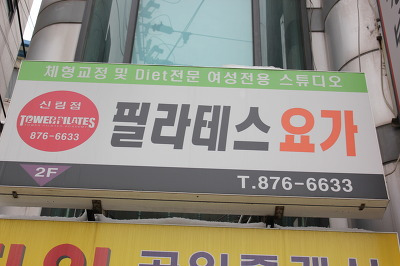 체형교정 및 Diet전문 여성전용 스튜디오
신림점
TOWERPILATES
876-6633
필라테스요가
2F
T.876-6633